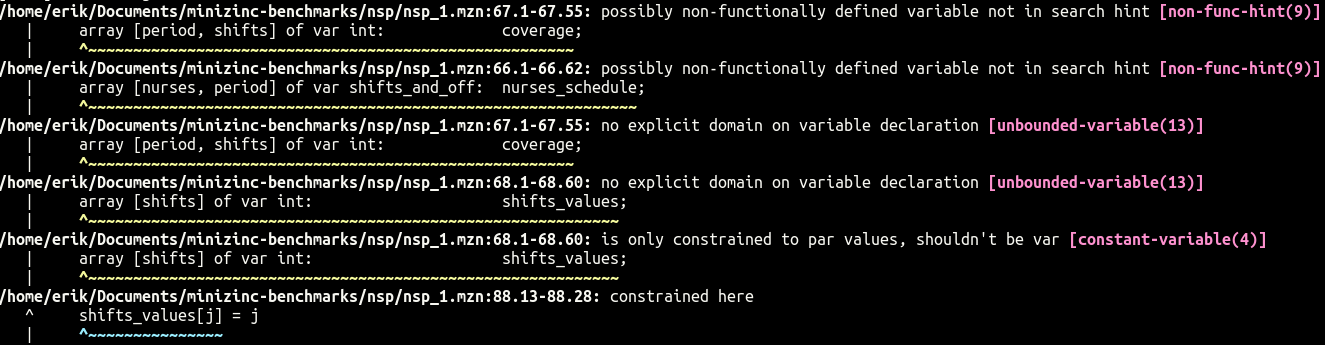 /home/erik/Documents/minizinc-benchmarks/nsp/nsp_1.mzn:67.1-67.55: possibly non-functionally defined variable not in search hint [non-func-hint(9)]
|     array [period, shifts] of var int:             coverage;
|     ^~~~~~~~~~~~~~~~~~~~~~~~~~~~~~~~~~~~~~~~~~~~~~~~~~~~~~~
/home/erik/Documents/minizinc-benchmarks/nsp/nsp_1.mzn:66.1-66.62: possibly non-functionally defined variable not in search hint [non-func-hint(9)]
|     array [nurses, period] of var shifts_and_off:  nurses_schedule;
|     ^~~~~~~~~~~~~~~~~~~~~~~~~~~~~~~~~~~~~~~~~~~~~~~~~~~~~~~~~~~~~~
/home/erik/Documents/minizinc-benchmarks/nsp/nsp_1.mzn:67.1-67.55: no explicit domain on variable declaration [unbounded-variable(13)]
|     array [period, shifts] of var int:             coverage;
|     ^~~~~~~~~~~~~~~~~~~~~~~~~~~~~~~~~~~~~~~~~~~~~~~~~~~~~~~
/home/erik/Documents/minizinc-benchmarks/nsp/nsp_1.mzn:68.1-68.60: no explicit domain on variable declaration [unbounded-variable(13)]
|     array [shifts] of var int:                     shifts_values;
|     ^~~~~~~~~~~~~~~~~~~~~~~~~~~~~~~~~~~~~~~~~~~~~~~~~~~~~~~~~~~~
/home/erik/Documents/minizinc-benchmarks/nsp/nsp_1.mzn:68.1-68.60: is only constrained to par values, shouldn't be var [constant-variable(4)]
|     array [shifts] of var int:                     shifts_values;
|     ^~~~~~~~~~~~~~~~~~~~~~~~~~~~~~~~~~~~~~~~~~~~~~~~~~~~~~~~~~~~
/home/erik/Documents/minizinc-benchmarks/nsp/nsp_1.mzn:88.13-88.28: constrained here
^     shifts_values[j] = j
|     ^~~~~~~~~~~~~~~~